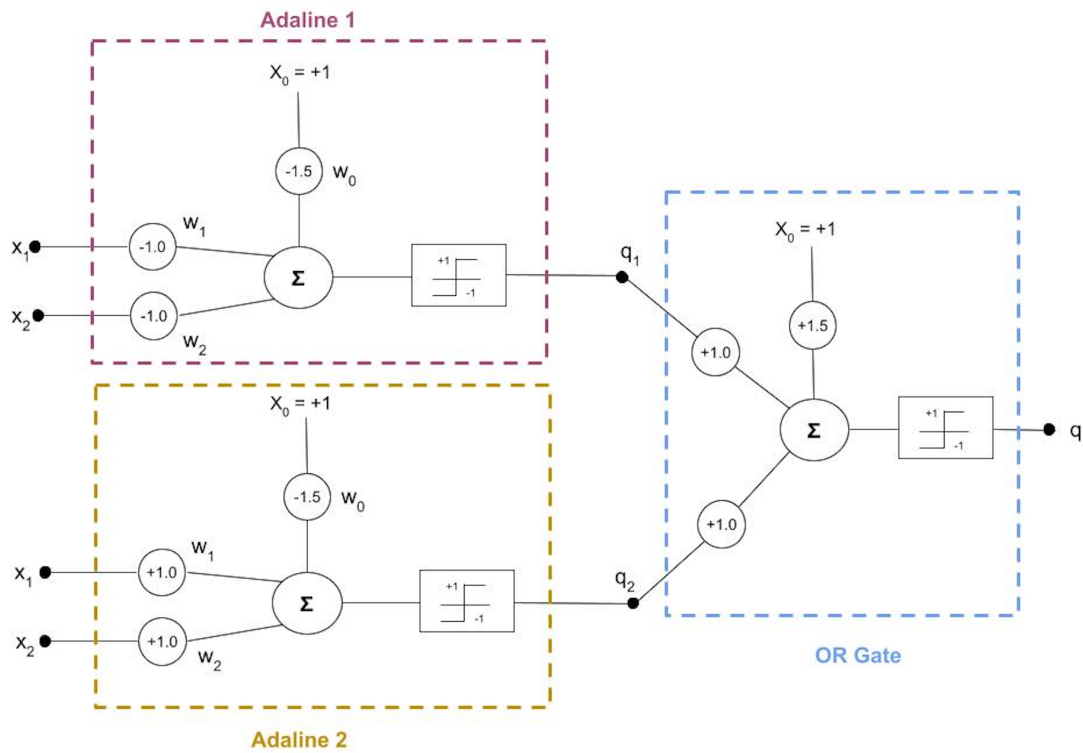 Adaline 1
X0 = +1
-1.5 w0
w1
x1 -1.0
Σ
+1
-1
x2 -1.0
w2
q1
Adaline 2
X0 = +1
-1.5 w0
w1
x1 +1.0
Σ
+1
-1
x2 +1.0
w2
q2
X0 = +1
+1.5
+1.0
Σ
+1
-1
q
+1.0
OR Gate